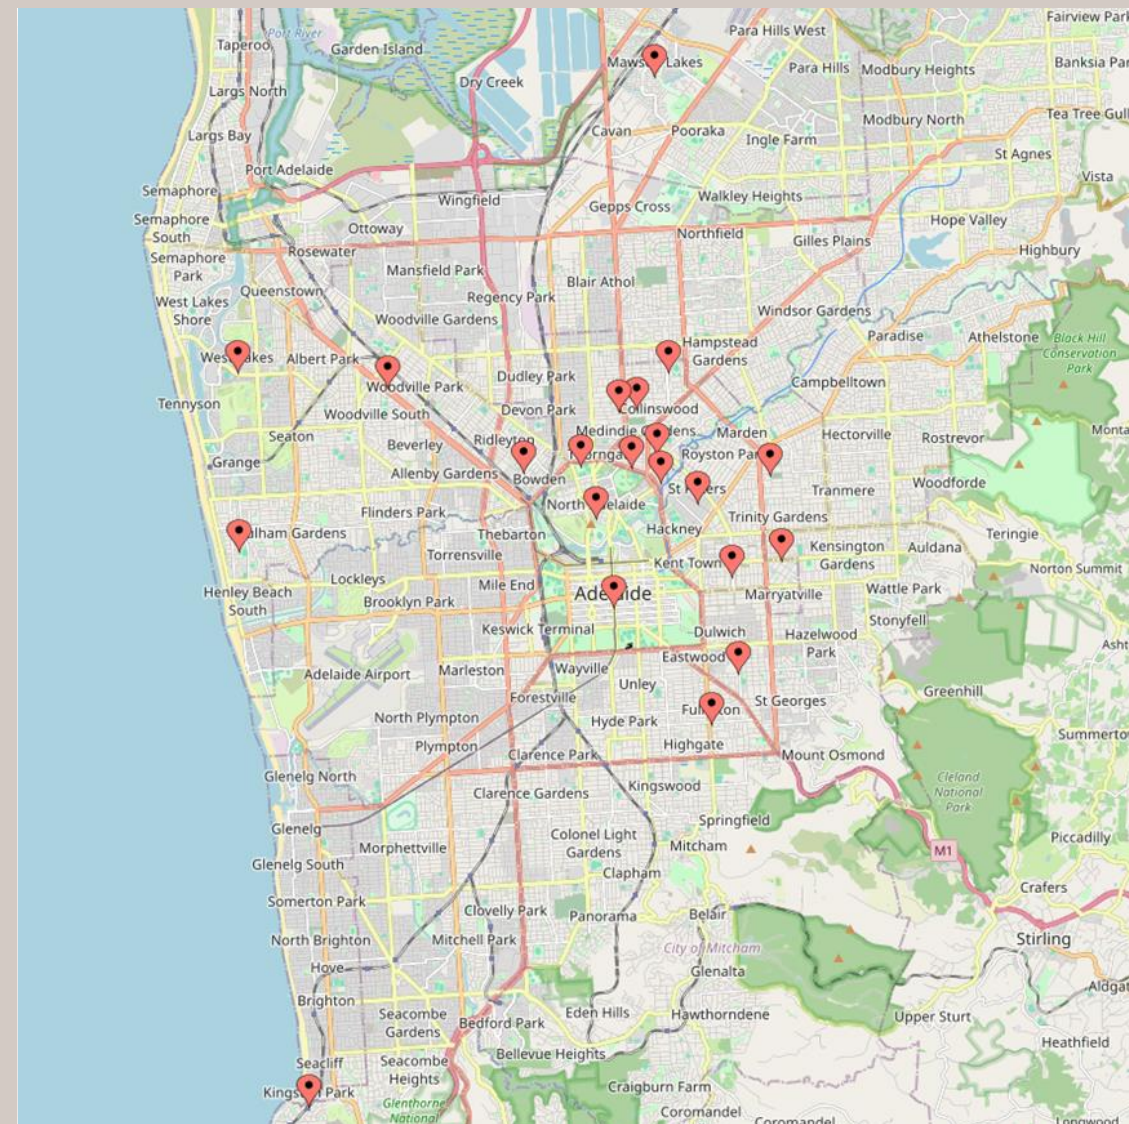 Fairview Park
Port River
Para Hills West
Taperoo
Garden Island
Mawson Lakes
Banksia Par
Para Hills
Modbury Heights
Dry Creek
Largs North
Tea Tree Gull
Modbury North
Cavan
Pooraka
Largs Bay
Ingle Farm
St Agnes
Port Adelaide
Vista
Semaphore
Walkley Heights
Wingfield
Gepps Cross
Semaphore
South
Ottoway
Hope Valley
Northfield
Gilles Plains
Rosewater
Highbury
Semaphore
Park
Mansfield Park
Blair Athol
Queenstown
Regency Park
West Lakes
Shore
Windsor Gardens
Woodville Gardens
Paradise
Athelstone
Black Hill
Conservation
Park
Hampstead
Gardens
Albert Park
Dudley Park
Woodville Park
Campbelltown
Tennyson
Woodville South
Devon Park
Collinswood
Medindie Gardens
Marden
Hectorville
Rostrevor
Monta
Seaton
Beverley
Ridleyton
Royston Par
Grange
Allenby Gardens
Bowden
Woodforde
St
Tranmere
Flinders Park
North Adelaide
Trinity Gardens
Hackney
Thebarton
Teringie
Torrensville
Kent Town
Kensington
Gardens
Auldana
Norton Summit
Lockleys
Mile End
Henley Beach
South
Brooklyn Park
Adelaide
Marryatville
Wattle Park
Stonyfell
Keswick Terminal
Dulwich
Hazelwood
Park
Asht
Adelaide Airport
Marleston
Wayville
Eastwood
Unley
Greenhill
Forestville
St Georges
North Plympton
Hyde Park
Summerto
Plympton
Clarence Park
Highgate
Mount Osmond
Glenelg North
Kingswood
Cleland
National
Park
Clarence Gardens
Springfield
Glenelg
Colonel Light
Gardens
Piccadilly
Morphettville
Mitcham
M1
Glenelg South
Clapham
Crafers
Somerton Park
Clovelly Park
Panorama
Belair
North Brighton
Mitchell Park
City of Mitcham
Stirling
Hove
Glenalta
Aldgat
Brighton
Seacombe
Gardens
Bedford Park
Eden Hills
Hawthorndene
Upper Sturt
Heathfield
Bellevue Heights
Seacliff
Seacombe
Heights
Craigburn Farm
Glenthorne
National
Coromandel
Coromandel
Longwood